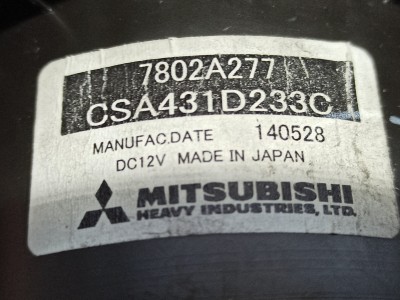 7802A277
CSA431D233C
MANUFAC.DATE 140528
DC12V MADE IN JAPAN
MITSUBISHI
HEAVY INDUSTRIES, LTD.